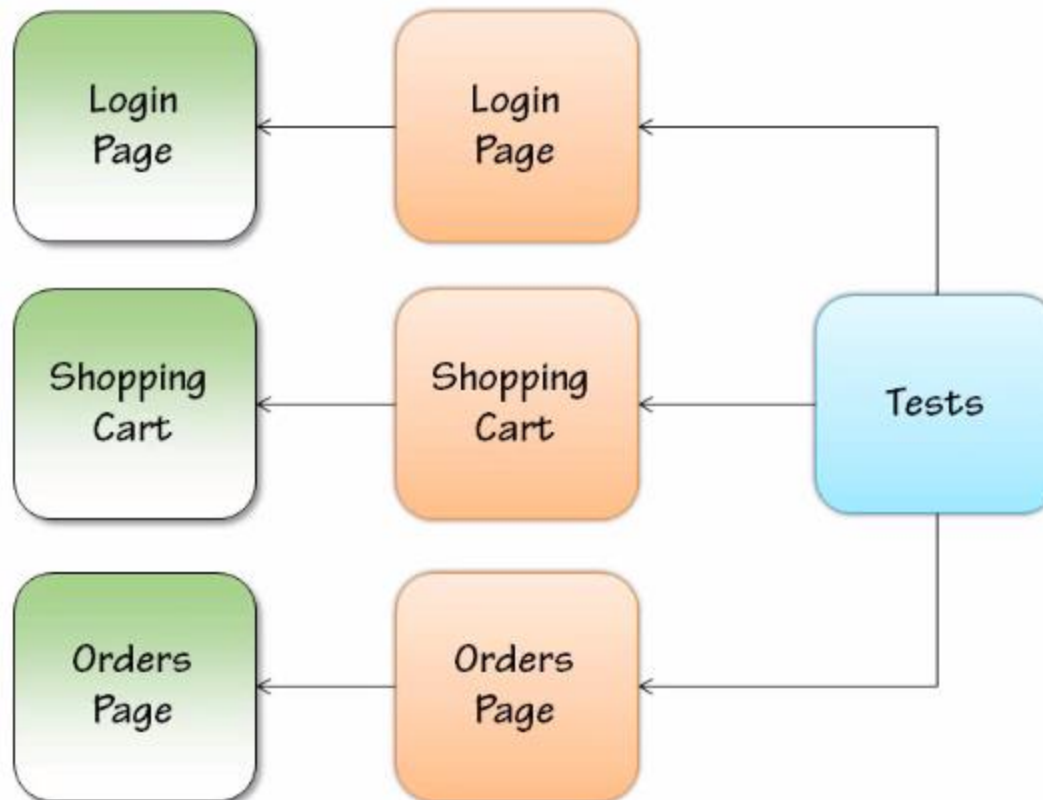 Login
Page
Login
Page
Shopping
Cart
Shopping
Cart
Tests
Orders
Page
Orders
Page